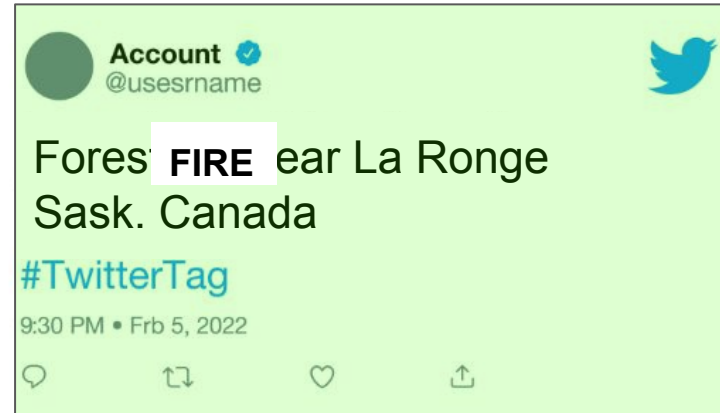 Account
@usesrname
Fores FIRE ear La Ronge
Sask. Canada
#TwitterTag
9:30 PM • Frb 5, 2022